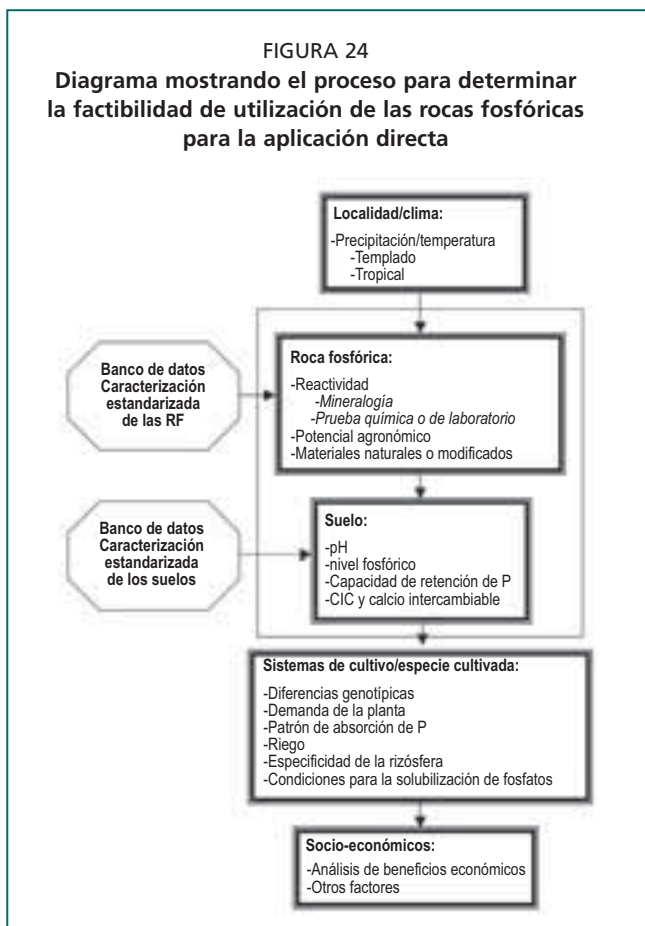 FIGURA 24
Diagrama mostrando el proceso para determinar
la factibilidad de utilización de las rocas fosfóricas
para la aplicación directa
Localidad/clima:
-Precipitación/temperatura
-Templado
-Tropical
Banco de datos
Caracterización
estandarizada
de las RF
Roca fosfórica:
-Reactividad
-Mineralogía
-Prueba química o de laboratorio
-Potencial agronómico
-Materiales naturales o modificados
Banco de datos
Caracterización
estandarizada
de los suelos
Suelo:
-pH
-nivel fosfórico
-Capacidad de retención de P
-CIC y calcio intercambiable
Sistemas de cultivo/especie cultivada:
-Diferencias genotípicas
-Demanda de la planta
-Patrón de absorción de P
-Riego
-Especificidad de la rizósfera
-Condiciones para la solubilización de fosfatos
Socio-económicos:
-Análisis de beneficios económicos
-Otros factores